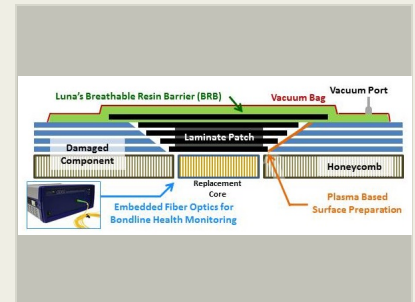 Vacuum Port
Luna's Breathable Resin Barrier (BRB)
Vacuum Bag
Laminate Patch
Damaged
Component
Honeycomb
Replacement
Core
Embedded Fiber Optics for
Bondline Health Monitoring
Plasma Based
Surface Preparation